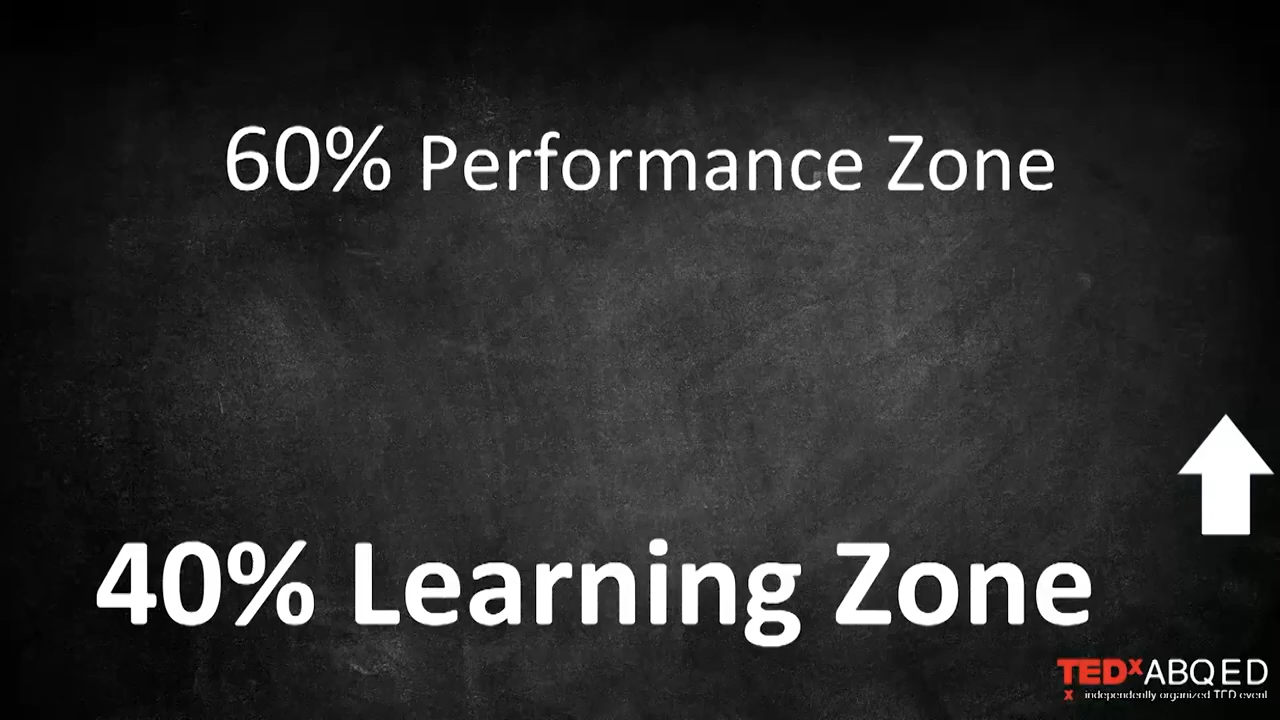 60% Performance Zone
40% Learning Zone
TEDxABQED
x independently organized TED event